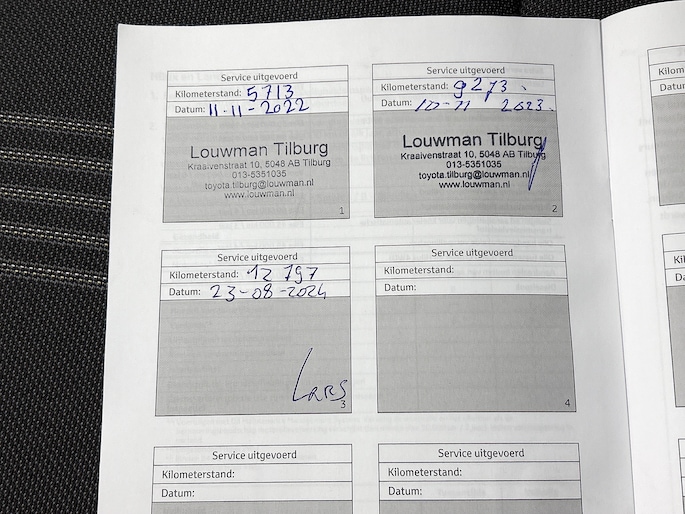 Service uitgevoerd
Kilometerstand: 5713
Datum: 11-11-2022
Louwman Tilburg
Kraaivenstraat 10, 5048 AB Tilburg
013-5351035
toyota.tilburg@louwman.nl
www.louwman.nl
1
Service uitgevoerd
Kilometerstand: 9273
Datum: 10-11 2023
Louwman Tilburg
Kraaivenstraat 10, 5048 AB Tilburg
013-5351035
toyota.tilburg@louwman.nl
www.louwman.nl
2
Service uitgevoerd
Kilometerstand: 12 797
Datum: 23-08-2024
Lars
3
Service uitgevoerd
Kilometerstand:
Datum:
4
Service uitgevoerd
Kilometerstand:
Datum:
Service uitgevoerd
Kilometerstand:
Datum: